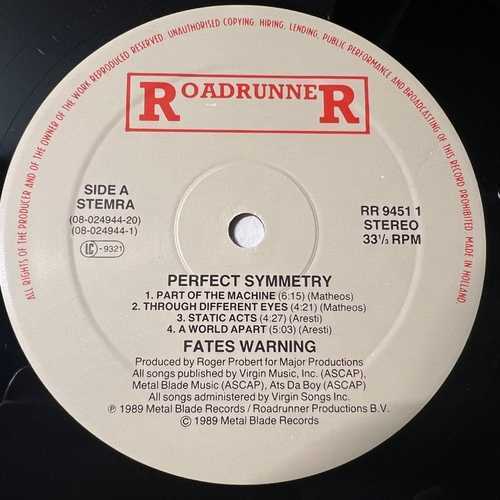 ALL RIGHTS OF THE PRODUCER AND OF THE OWNER OF THE WORK REPRODUCED RESERVED. UNAUTHORISED COPYING, HIRING, LENDING, PUBLIC PERFORMANCE AND BROADCASTING OF THIS RECORD PROHIBITED. MADE IN HOLLAND.
ROADRUNNER
SIDE A
STEMRA
(08-024944-20)
(08-024944-1)
LC - 9321
RR 9451 1
STEREO
33⅓ RPM
PERFECT SYMMETRY
1. PART OF THE MACHINE (6:15) (Matheos)
2. THROUGH DIFFERENT EYES (4:21) (Matheos)
3. STATIC ACTS (4:27) (Aresti)
4. A WORLD APART (5:03) (Aresti)
FATES WARNING
Produced by Roger Probert for Major Productions
All songs published by Virgin Music, Inc. (ASCAP),
Metal Blade Music (ASCAP), Ats Da Boy (ASCAP)
All songs administered by Virgin Songs Inc.
℗ 1989 Metal Blade Records / Roadrunner Productions B.V.
© 1989 Metal Blade Records